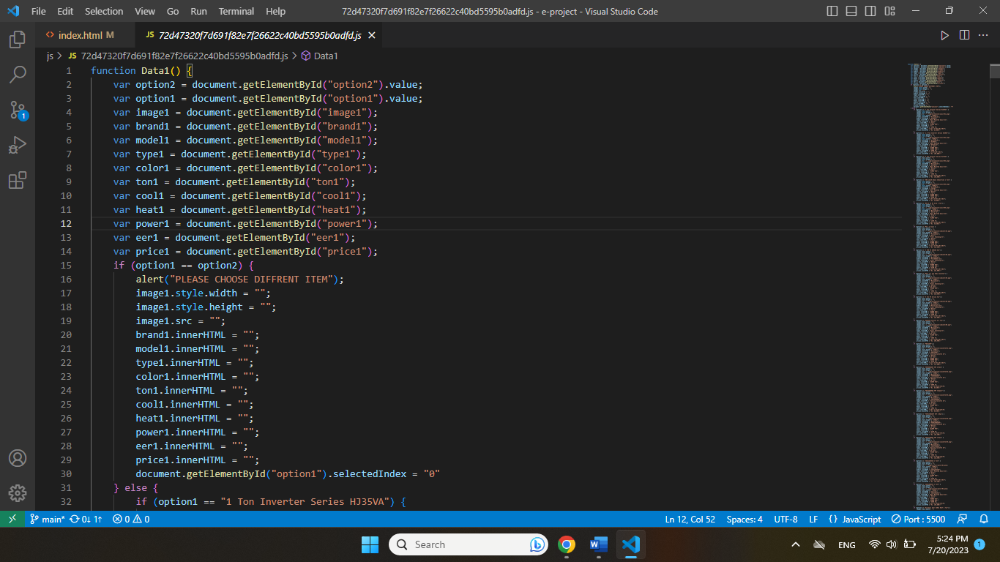 File Edit Selection View Go Run Terminal Help 72d47320f7d691f82e7f26622c40bd5595b0adfd.js - e-project - Visual Studio Code
index.html M JS 72d47320f7d691f82e7f26622c40bd5595b0adfd.js
js > JS 72d47320f7d691f82e7f26622c40bd5595b0adfd.js > Data1
1 function Data1() {
2 var option2 = document.getElementById("option2").value;
3 var option1 = document.getElementById("option1").value;
4 var image1 = document.getElementById("image1");
5 var brand1 = document.getElementById("brand1");
6 var model1 = document.getElementById("model1");
7 var type1 = document.getElementById("type1");
8 var color1 = document.getElementById("color1");
9 var ton1 = document.getElementById("ton1");
10 var cool1 = document.getElementById("cool1");
11 var heat1 = document.getElementById("heat1");
12 var power1 = document.getElementById("power1");
13 var eer1 = document.getElementById("eer1");
14 var price1 = document.getElementById("price1");
15 if (option1 == option2) {
16 alert("PLEASE CHOOSE DIFFRENT ITEM");
17 image1.style.width = "";
18 image1.style.height = "";
19 image1.src = "";
20 brand1.innerHTML = "";
21 model1.innerHTML = "";
22 type1.innerHTML = "";
23 color1.innerHTML = "";
24 ton1.innerHTML = "";
25 cool1.innerHTML = "";
26 heat1.innerHTML = "";
27 power1.innerHTML = "";
28 eer1.innerHTML = "";
29 price1.innerHTML = "";
30 document.getElementById("option1").selectedIndex = "0"
31 } else {
32 if (option1 == "1 Ton Inverter Series HJ35VA") {
1
main* 0↓ 1↑ 0 0 Ln 12, Col 52 Spaces: 4 UTF-8 LF {} JavaScript Port : 5500
Search W ENG 5:24 PM
7/20/2023 1